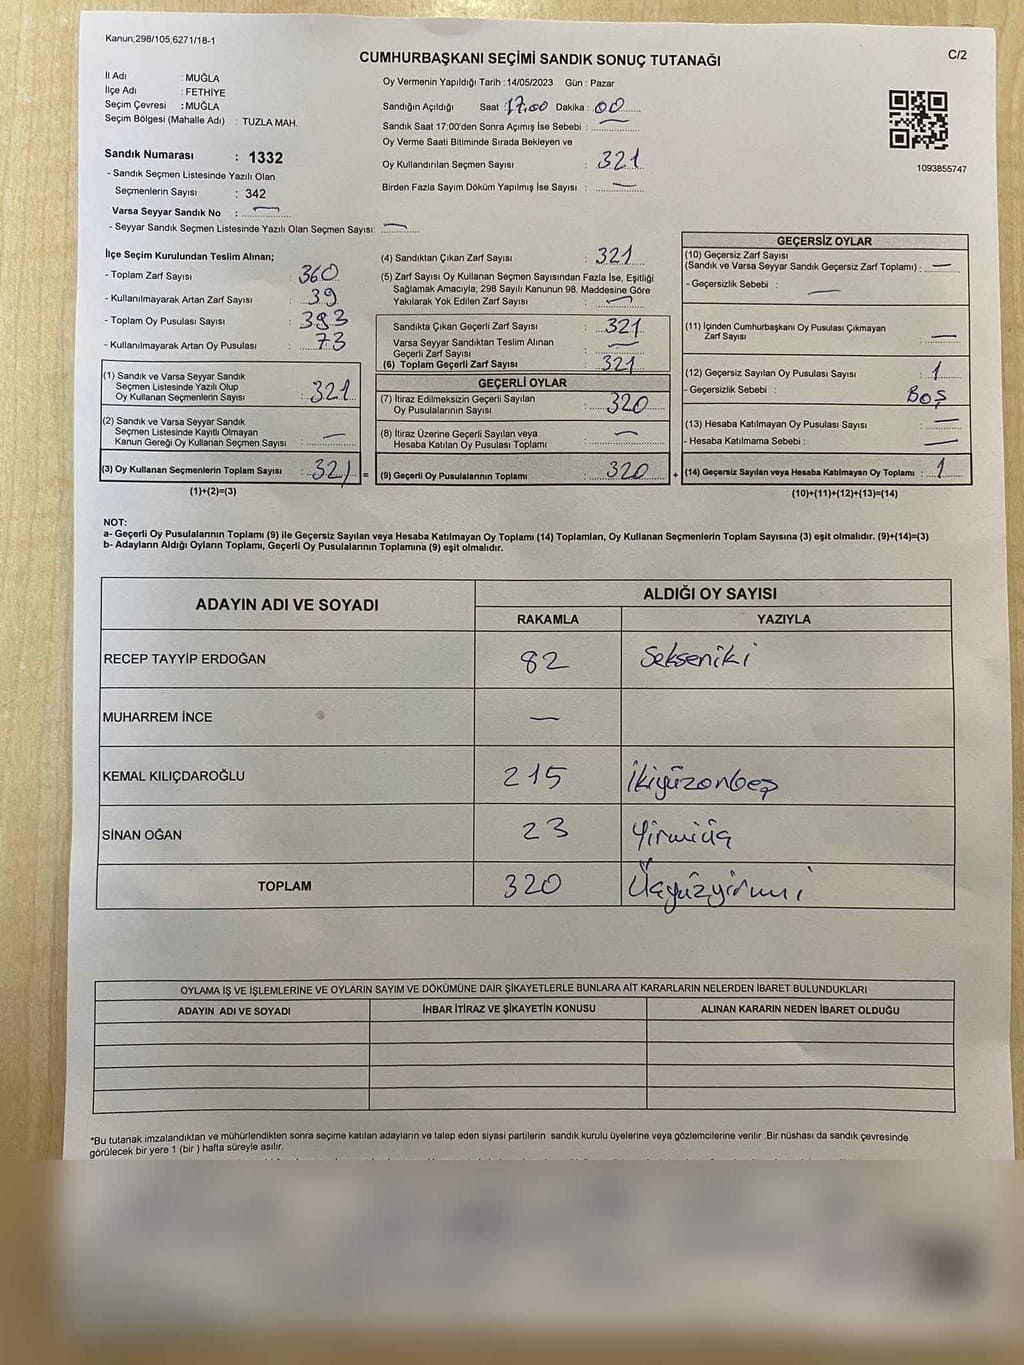 Kanun;298/105;6271/18-1
C/2
CUMHURBAŞKANI SEÇİMİ SANDIK SONUÇ TUTANAĞI
İl Adı : MUĞLA
İlçe Adı : FETHİYE
Seçim Çevresi : MUĞLA
Seçim Bölgesi (Mahalle Adı) : TUZLA MAH.
Sandık Numarası : 1332
- Sandık Seçmen Listesinde Yazılı Olan
Seçmenlerin Sayısı : 342
Varsa Seyyar Sandık No : —
- Seyyar Sandık Seçmen Listesinde Yazılı Olan Seçmen Sayısı: —
Oy Vermenin Yapıldığı Tarih : 14/05/2023 Gün : Pazar
Sandığın Açıldığı Saat : 17.00 Dakika : 00
Sandık Saat 17:00'den Sonra Açımış İse Sebebi : —
Oy Verme Saati Bitiminde Sırada Bekleyen ve
Oy Kullandırılan Seçmen Sayısı : 321
Birden Fazla Sayım Döküm Yapılmış İse Sayısı : —
1093855747
İlçe Seçim Kurulundan Teslim Alınan;
- Toplam Zarf Sayısı : 360
- Kullanılmayarak Artan Zarf Sayısı : 39
- Toplam Oy Pusulası Sayısı : 393
- Kullanılmayarak Artan Oy Pusulası : 73
(1) Sandık ve Varsa Seyyar Sandık
Seçmen Listesinde Yazılı Olup
Oy Kullanan Seçmenlerin Sayısı : 321
(2) Sandık ve Varsa Seyyar Sandık
Seçmen Listesinde Kayıtlı Olmayan
Kanun Gereği Oy Kullanan Seçmen Sayısı : —
(3) Oy Kullanan Seçmenlerin Toplam Sayısı : 321 =
(1)+(2)=(3)
(4) Sandıktan Çıkan Zarf Sayısı : 321
(5) Zarf Sayısı Oy Kullanan Seçmen Sayısından Fazla İse, Eşitliği
Sağlamak Amacıyla; 298 Sayılı Kanunun 98. Maddesine Göre
Yakılarak Yok Edilen Zarf Sayısı : —
Sandıkta Çıkan Geçerli Zarf Sayısı : 321
Varsa Seyyar Sandıktan Teslim Alınan
Geçerli Zarf Sayısı : —
(6) Toplam Geçerli Zarf Sayısı : 321
GEÇERLİ OYLAR
(7) İtiraz Edilmeksizin Geçerli Sayılan
Oy Pusulalarının Sayısı : 320
(8) İtiraz Üzerine Geçerli Sayılan veya
Hesaba Katılan Oy Pusulası Toplamı : —
(9) Geçerli Oy Pusulalarının Toplamı : 320 +
GEÇERSİZ OYLAR
(10) Geçersiz Zarf Sayısı
(Sandık ve Varsa Seyyar Sandık Geçersiz Zarf Toplamı) : —
- Geçersizlik Sebebi : —
(11) İçinden Cumhurbaşkanı Oy Pusulası Çıkmayan
Zarf Sayısı : —
(12) Geçersiz Sayılan Oy Pusulası Sayısı : 1
- Geçersizlik Sebebi : Boş
(13) Hesaba Katılmayan Oy Pusulası Sayısı : —
- Hesaba Katılmama Sebebi : —
(14) Geçersiz Sayılan veya Hesaba Katılmayan Oy Toplamı : 1
(10)+(11)+(12)+(13)=(14)
NOT:
a- Geçerli Oy Pusulalarının Toplamı (9) ile Geçersiz Sayılan veya Hesaba Katılmayan Oy Toplamı (14) Toplamları, Oy Kullanan Seçmenlerin Toplam Sayısına (3) eşit olmalıdır. (9)+(14)=(3)
b- Adayların Aldığı Oyların Toplamı, Geçerli Oy Pusulalarının Toplamına (9) eşit olmalıdır.
ADAYIN ADI VE SOYADI
ALDIĞI OY SAYISI
RAKAMLA YAZIYLA
RECEP TAYYİP ERDOĞAN 82 Sekseniki
MUHARREM İNCE —
KEMAL KILIÇDAROĞLU 215 İkiyüzonbeş
SİNAN OĞAN 23 Yirmiüç
TOPLAM 320 Üçyüzyirmi
OYLAMA İŞ VE İŞLEMLERİNE VE OYLARIN SAYIM VE DÖKÜMÜNE DAİR ŞİKAYETLERLE BUNLARA AİT KARARLARIN NELERDEN İBARET BULUNDUKLARI
ADAYIN ADI VE SOYADI İHBAR İTİRAZ VE ŞİKAYETİN KONUSU ALINAN KARARIN NEDEN İBARET OLDUĞU
*Bu tutanak imzalandıktan ve mühürlendikten sonra seçime katılan adayların ve talep eden siyasi partilerin sandık kurulu üyelerine veya gözlemcilerine verilir .Bir nüshası da sandık çevresinde
görülecek bir yere 1 (bir ) hafta süreyle asılır.